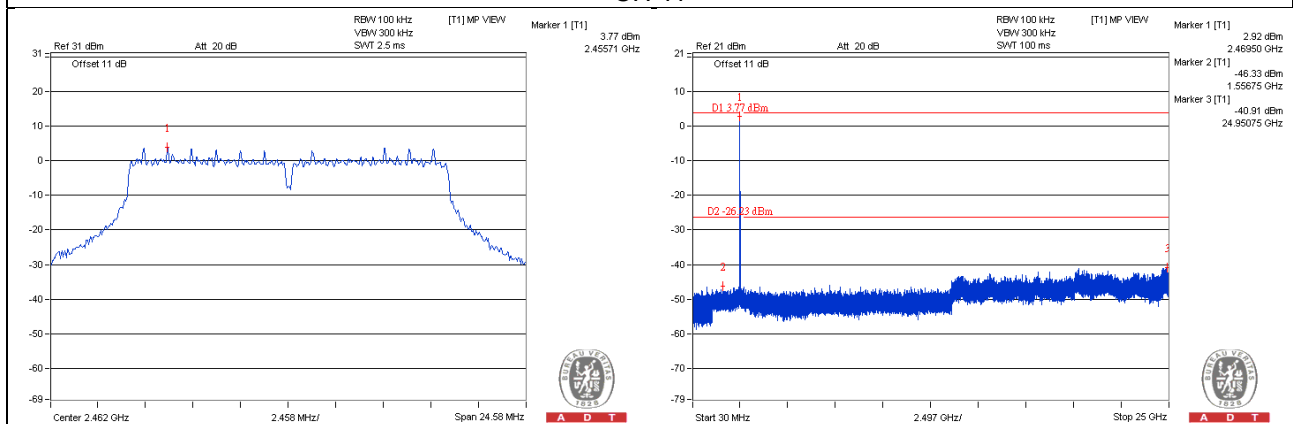 RBW 100 kHz [T1] MP VIEW Marker 1 [T1]
VBW 300 kHz 3.77 dBm
Ref 31 dBm Att 20 dB SWT 2.5 ms 2.45571 GHz
31
Offset 11 dB
20
10
1
0
-10
-20
-30
-40
-50
-60
-69
Center 2.462 GHz 2.458 MHz/ Span 24.58 MHz
BUREAU VERITAS
1828
A D T
RBW 100 kHz [T1] MP VIEW Marker 1 [T1]
VBW 300 kHz 2.92 dBm
Ref 21 dBm Att 20 dB SWT 100 ms 2.46950 GHz
21
Offset 11 dB
Marker 2 [T1]
-46.33 dBm
1.55675 GHz
Marker 3 [T1]
-40.91 dBm
24.95075 GHz
10
1
D1 3.77 dBm
0
-10
-20
D2 -26.23 dBm
-30
3
-40
2
-50
-60
-70
-79
Start 30 MHz 2.497 GHz/ Stop 25 GHz
BUREAU VERITAS
1828
A D T